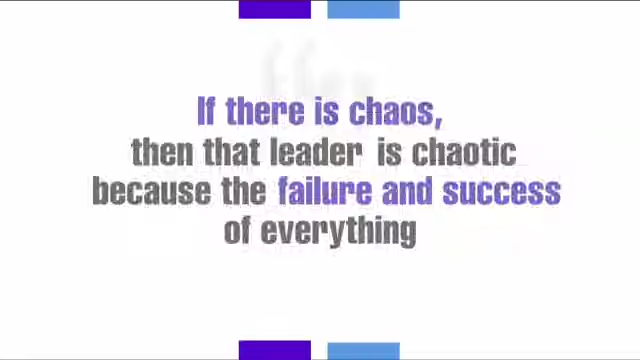 If there is chaos,
then that leader is chaotic
because the failure and success
of everything